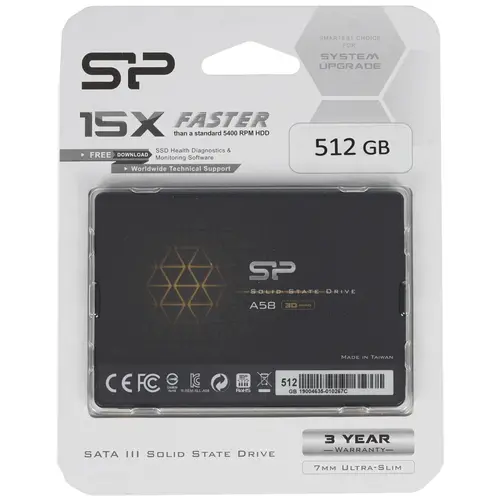 SP
SMARTEST CHOICE
FOR
SYSTEM
UPGRADE
15X FASTER
than a standard 5400 RPM HDD
FREE DOWNLOAD
SSD Health Diagnostics &
Monitoring Software
Worldwide Technical Support
512 GB
SP
SOLID STATE DRIVE
A58
MADE IN TAIWAN
512
GB 19004635-010267C
SATA III SOLID STATE DRIVE
3 YEAR
WARRANTY
7MM ULTRA-SLIM